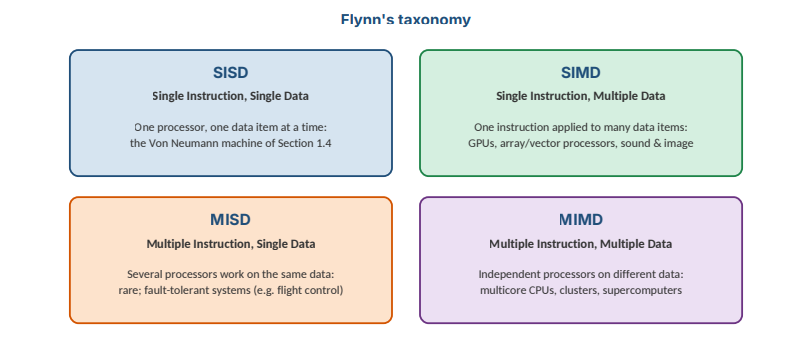 Flynn's taxonomy
SISD
Single Instruction, Single Data
One processor, one data item at a time:
the Von Neumann machine of Section 1.4
SIMD
Single Instruction, Multiple Data
One instruction applied to many data items:
GPUs, array/vector processors, sound & image
MISD
Multiple Instruction, Single Data
Several processors work on the same data:
rare; fault-tolerant systems (e.g. flight control)
MIMD
Multiple Instruction, Multiple Data
Independent processors on different data:
multicore CPUs, clusters, supercomputers